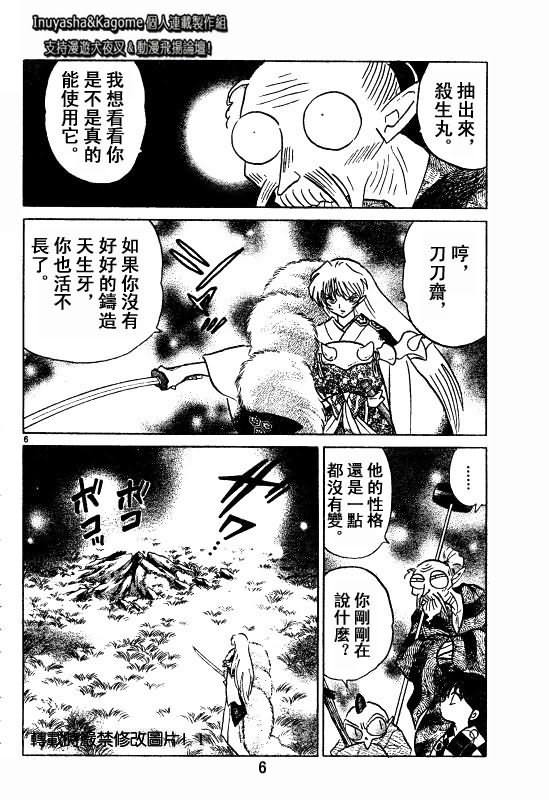 Inuyasha&Kagome 個人連載製作組
支持漫遊犬夜叉&動漫飛揚論壇!
抽出來,
殺生丸。
我想看看你
是不是真的
能使用它。
哼,
刀刀齋,
如果你沒有
好好的鑄造
天生牙,
你也活不
長了。
6
………
他的性格
還是一點
都沒有變。
你剛剛在
說什麼?
ボコ
ボコ
轉載時嚴禁修改圖片!!
6